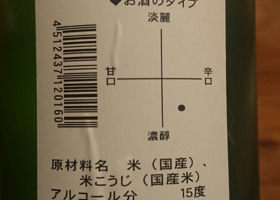 ◆お酒のタイプ
淡麗
甘口
辛口
濃醇
4512437120160
原材料名 米(国産)、
米こうじ(国産米)
アルコール分 15度